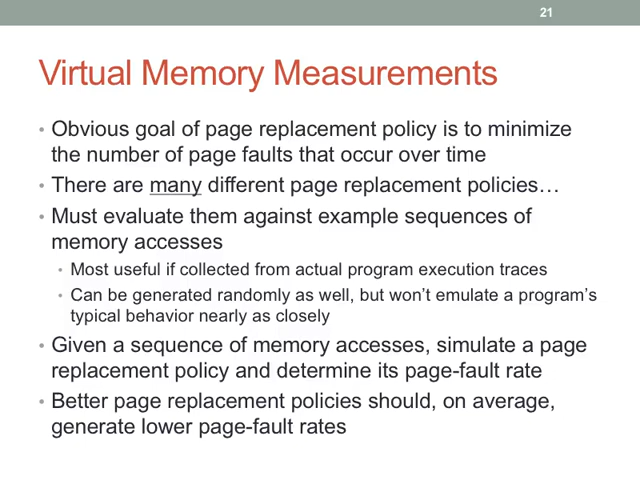 21
Virtual Memory Measurements
• Obvious goal of page replacement policy is to minimize
the number of page faults that occur over time
• There are many different page replacement policies…
• Must evaluate them against example sequences of
memory accesses
• Most useful if collected from actual program execution traces
• Can be generated randomly as well, but won't emulate a program's
typical behavior nearly as closely
• Given a sequence of memory accesses, simulate a page
replacement policy and determine its page-fault rate
• Better page replacement policies should, on average,
generate lower page-fault rates